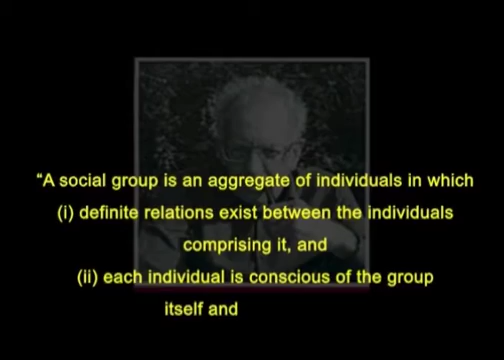 “A social group is an aggregate of individuals in which
(i) definite relations exist between the individuals
comprising it, and
(ii) each individual is conscious of the group
itself and